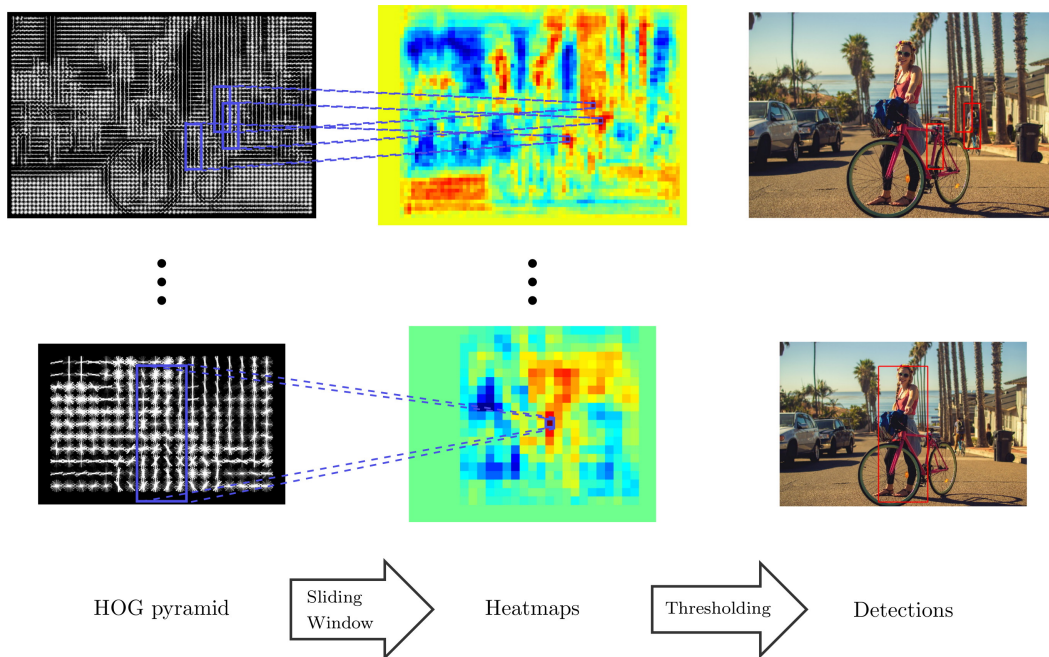 HOG pyramid
Sliding
Window
Heatmaps
Thresholding
Detections